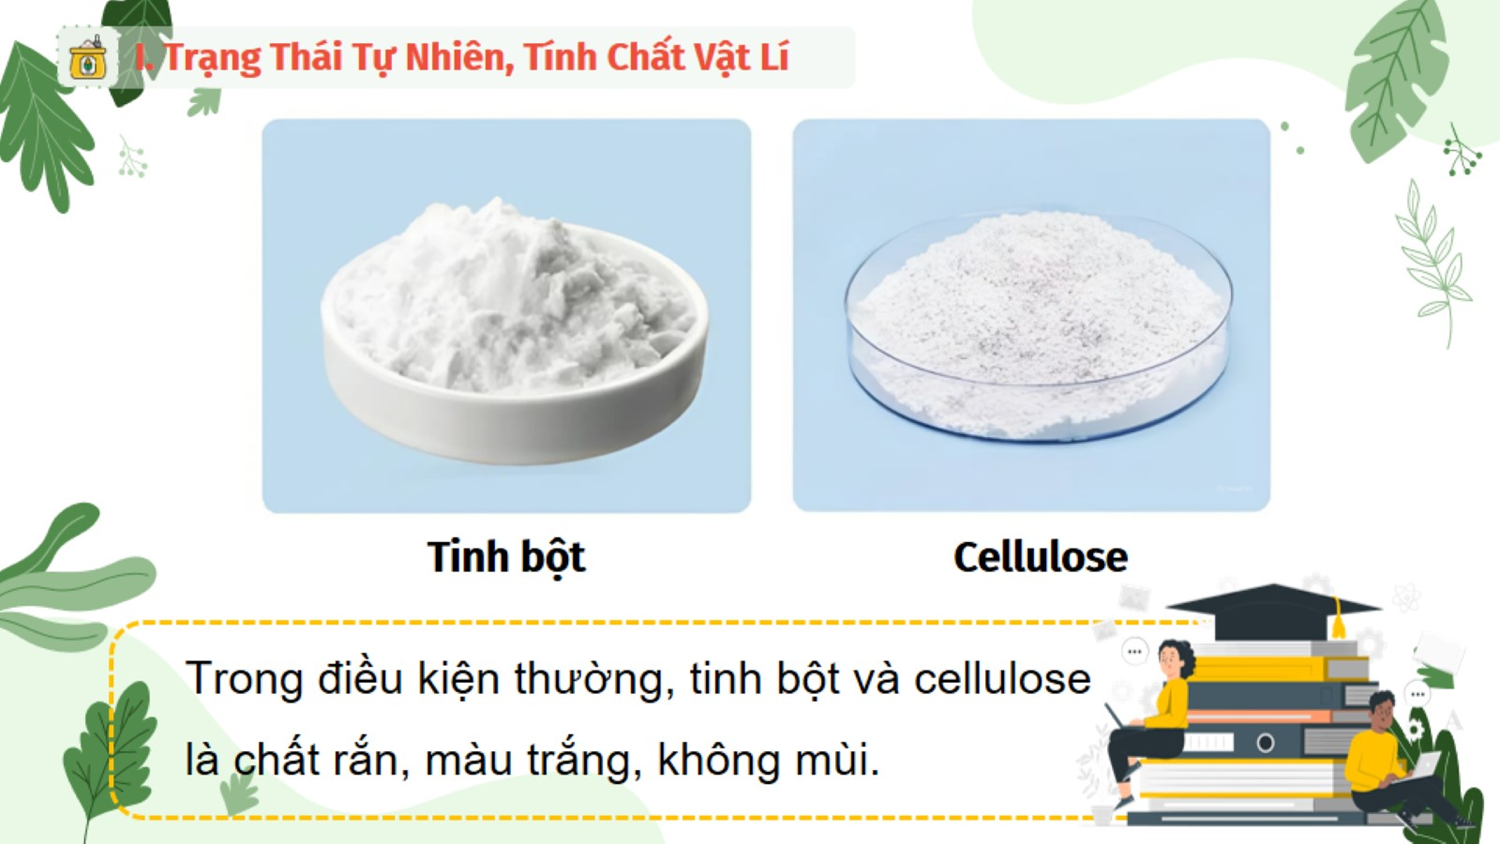 I. Trạng Thái Tự Nhiên, Tính Chất Vật Lí
Tinh bột
Cellulose
Trong điều kiện thường, tinh bột và cellulose
là chất rắn, màu trắng, không mùi.